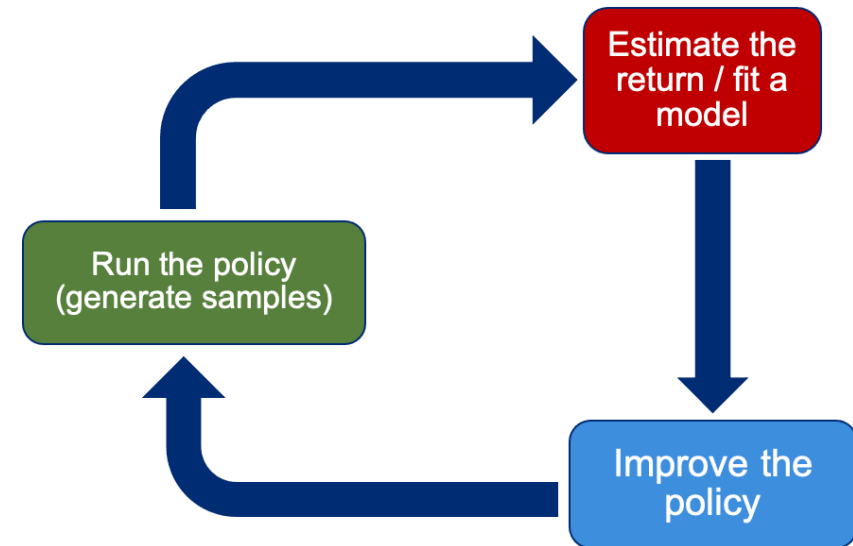 Estimate the
return / fit a
model
Run the policy
(generate samples)
Improve the
policy